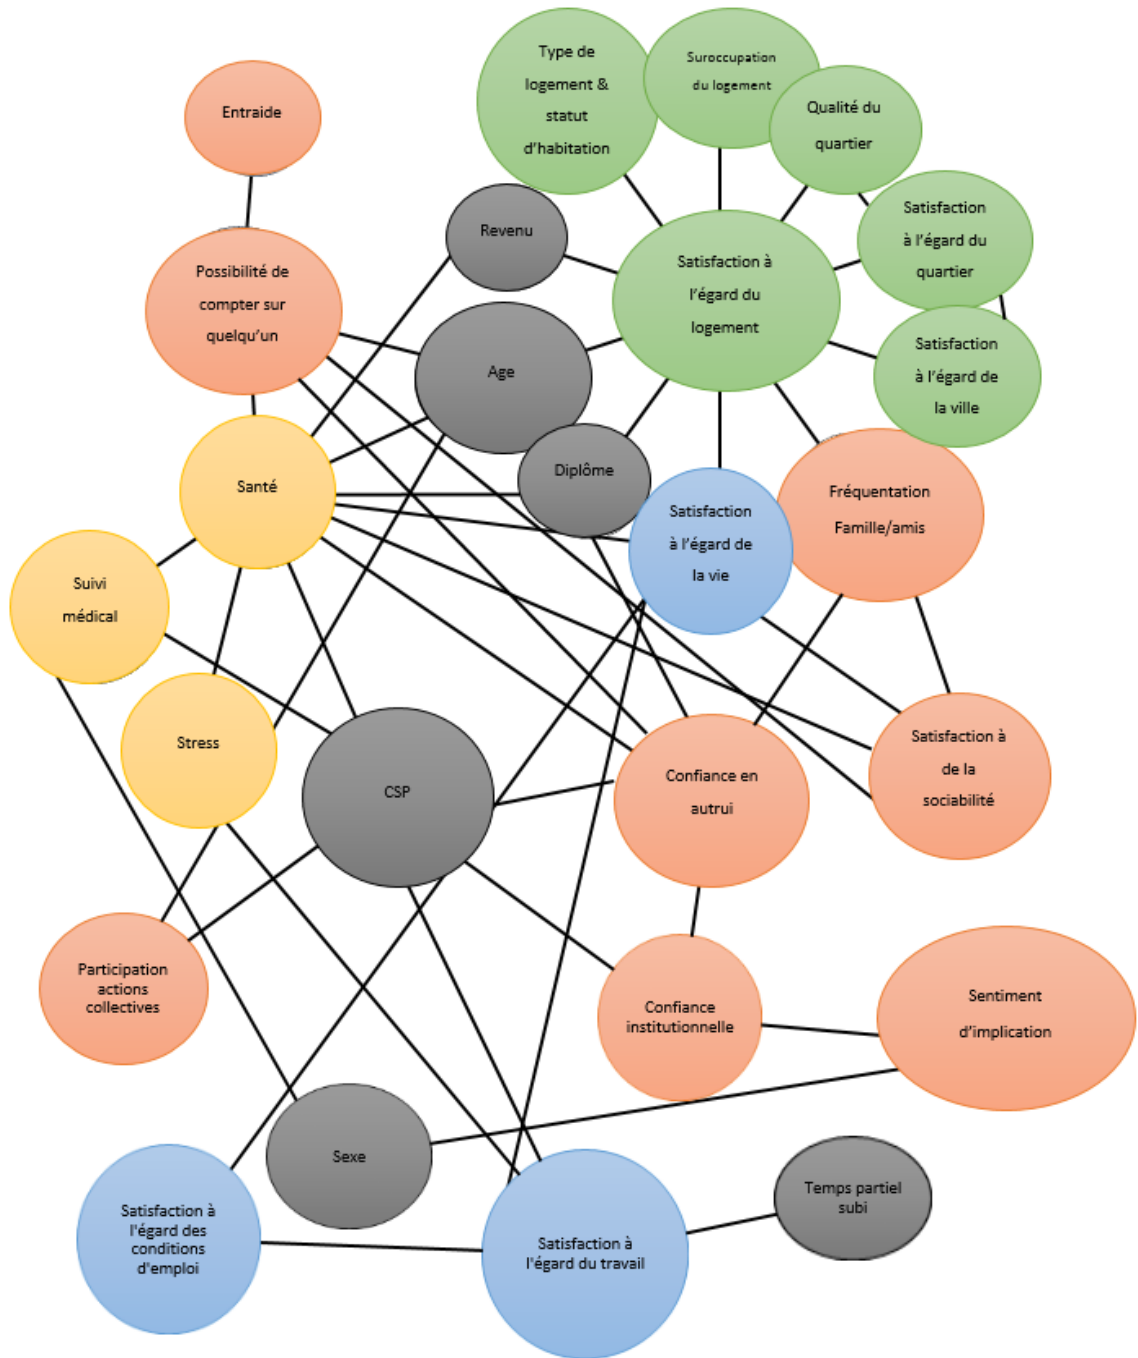 Type de
logement &
statut
d'habitation
Suroccupation
du logement
Qualité du
quartier
Entraide
Satisfaction
à l'égard du
quartier
Revenu
Satisfaction à
l'égard du
logement
Possibilité de
compter sur
quelqu'un
Age
Satisfaction
à l'égard de
la ville
Diplôme
Santé
Satisfaction
à l'égard de
la vie
Fréquentation
Famille/amis
Suivi
médical
Stress
CSP
Confiance en
autrui
Satisfaction à
de la
sociabilité
Participation
actions
collectives
Confiance
institutionnelle
Sentiment
d'implication
Sexe
Temps partiel
subi
Satisfaction à
l'égard des
conditions
d'emploi
Satisfaction à
l'égard du travail